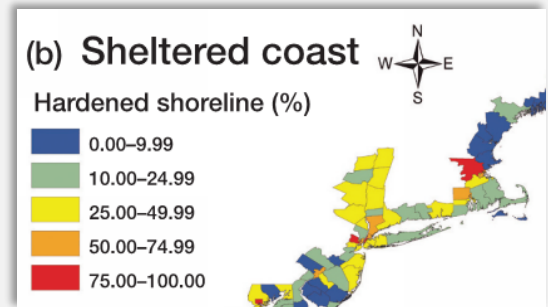 (b) Sheltered coast
N
W E
S
Hardened shoreline (%)
0.00–9.99
10.00–24.99
25.00–49.99
50.00–74.99
75.00–100.00